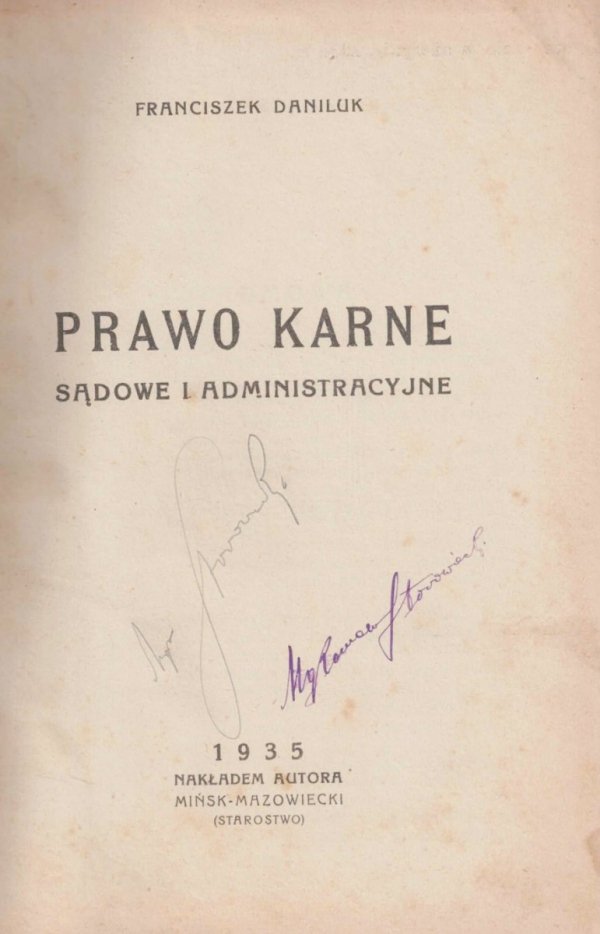 FRANCISZEK DANILUK
PRAWO KARNE
SĄDOWE I ADMINISTRACYJNE
1935
NAKŁADEM AUTORA
MIŃSK-MAZOWIECKI
(STAROSTWO)